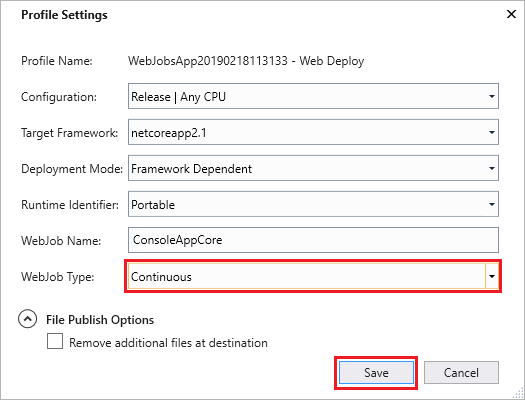 Profile Settings
Profile Name: WebJobsApp20190218113133 - Web Deploy
Configuration: Release | Any CPU
Target Framework: netcoreapp2.1
Deployment Mode: Framework Dependent
Runtime Identifier: Portable
WebJob Name: ConsoleAppCore
WebJob Type: Continuous
File Publish Options
Remove additional files at destination
Save Cancel